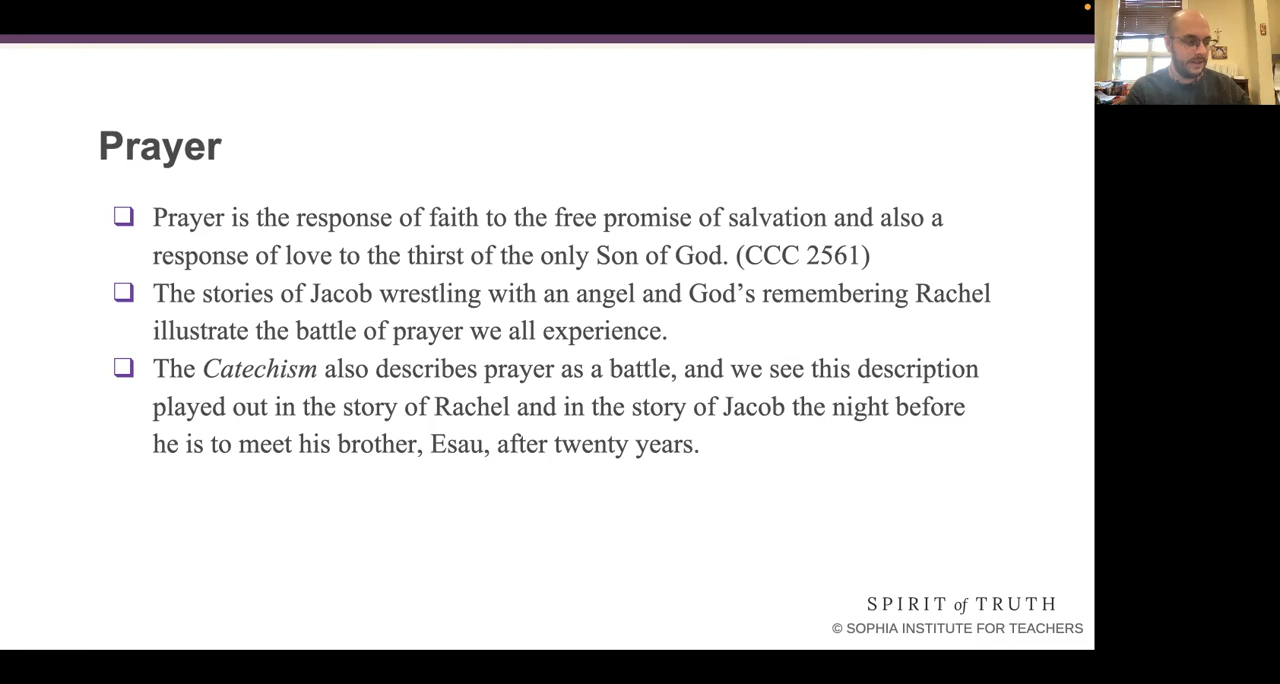 Prayer
❑ Prayer is the response of faith to the free promise of salvation and also a
response of love to the thirst of the only Son of God. (CCC 2561)
❑ The stories of Jacob wrestling with an angel and God’s remembering Rachel
illustrate the battle of prayer we all experience.
❑ The Catechism also describes prayer as a battle, and we see this description
played out in the story of Rachel and in the story of Jacob the night before
he is to meet his brother, Esau, after twenty years.
SPIRIT of TRUTH
© SOPHIA INSTITUTE FOR TEACHERS